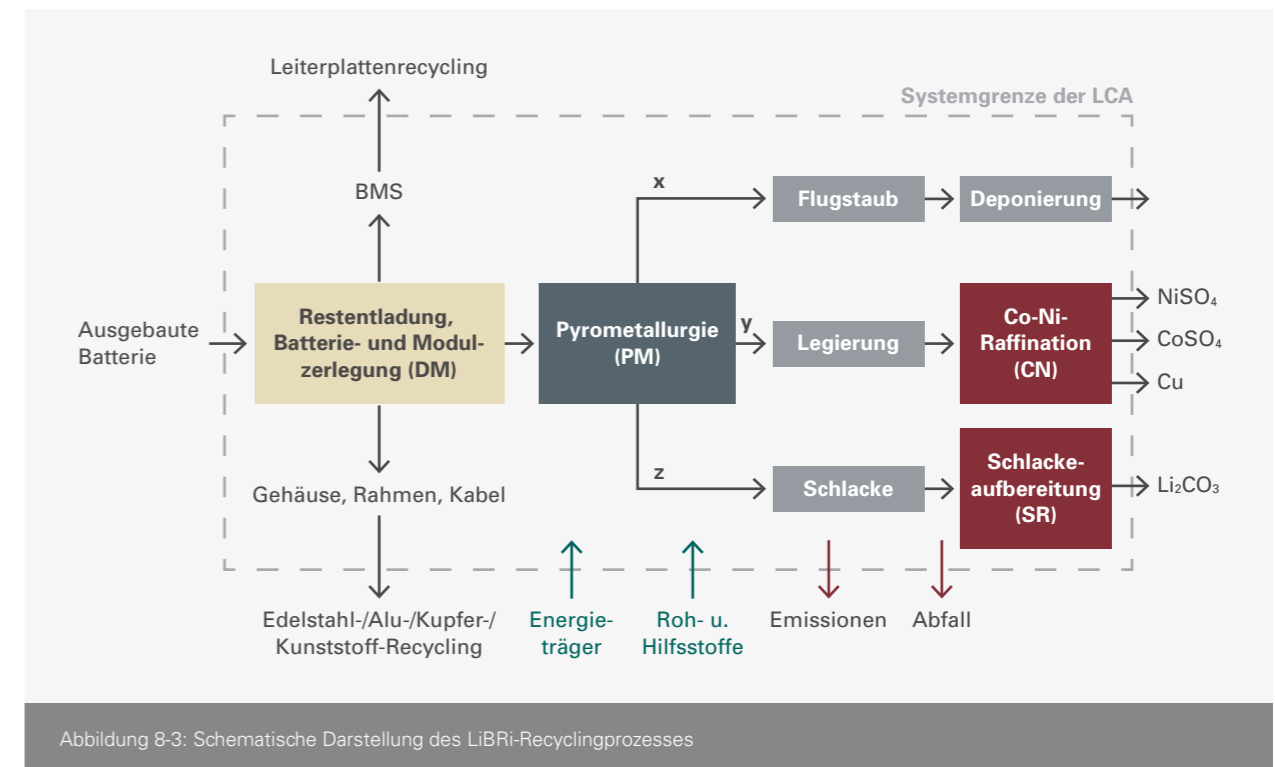 Leiterplattenrecycling
Systemgrenze der LCA
BMS
x
Flugstaub
Deponierung
Ausgebaute
Batterie
Restentladung,
Batterie- und Modul-
zerlegung (DM)
Pyrometallurgie
(PM)
y
Legierung
Co-Ni-
Raffination
(CN)
NiSO₄
CoSO₄
Cu
Gehäuse, Rahmen, Kabel
z
Schlacke
Schlacke-
aufbereitung
(SR)
Li₂CO₃
Edelstahl-/Alu-/Kupfer-/
Kunststoff-Recycling
Energie-
träger
Roh- u.
Hilfsstoffe
Emissionen
Abfall
Abbildung 8-3: Schematische Darstellung des LiBRi-Recyclingprozesses